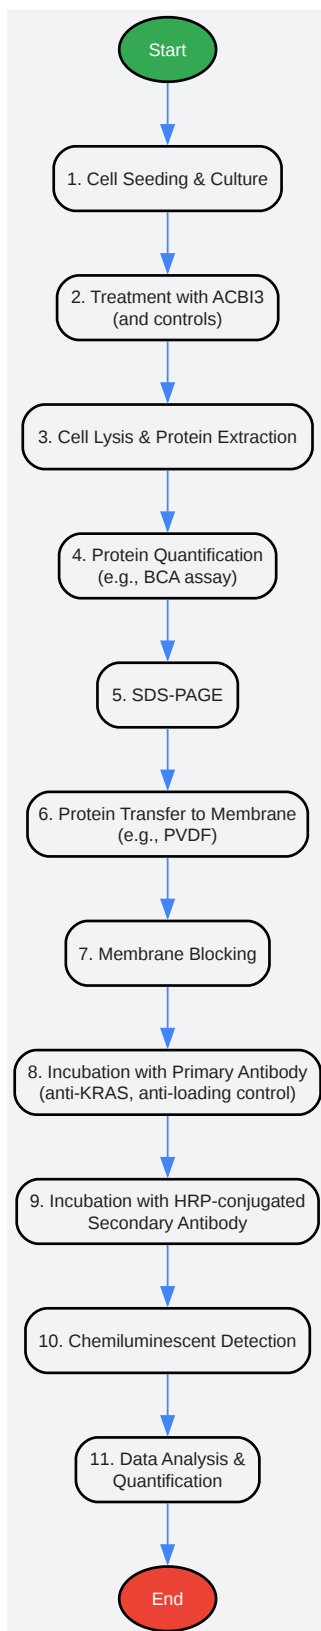 Start
1. Cell Seeding & Culture
2. Treatment with ACBI3
(and controls)
3. Cell Lysis & Protein Extraction
4. Protein Quantification
(e.g., BCA assay)
5. SDS-PAGE
6. Protein Transfer to Membrane
(e.g., PVDF)
7. Membrane Blocking
8. Incubation with Primary Antibody
(anti-KRAS, anti-loading control)
9. Incubation with HRP-conjugated
Secondary Antibody
10. Chemiluminescent Detection
11. Data Analysis &
Quantification
End